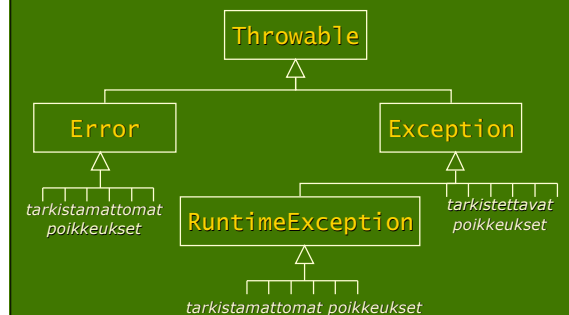 Throwable
Error
Exception
tarkistamattomat
poikkeukset
tarkistettavat
poikkeukset
RuntimeException
tarkistamattomat poikkeukset